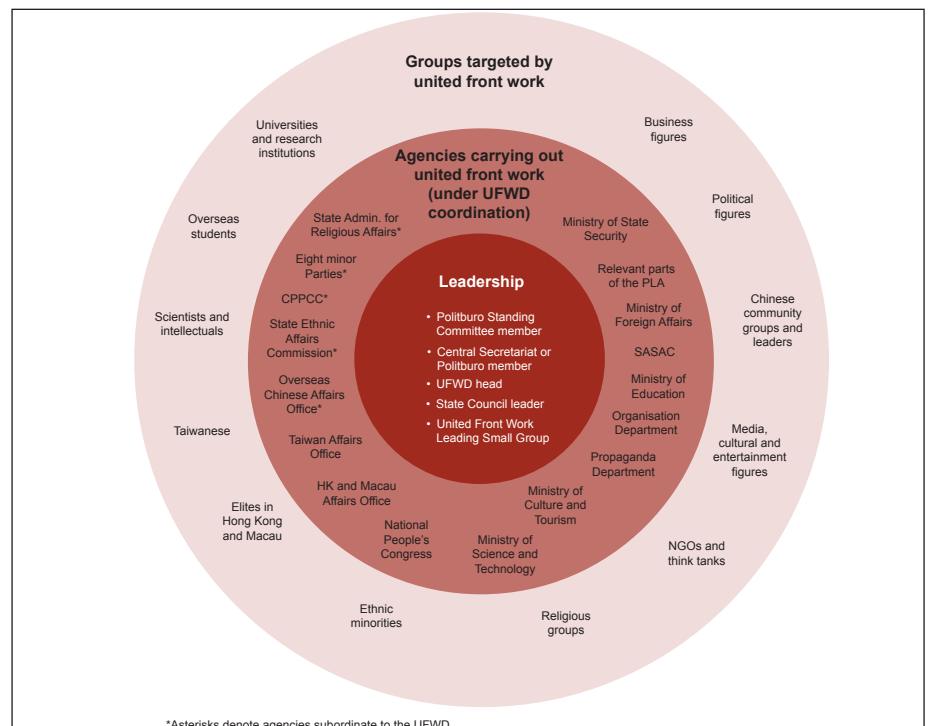 Groups targeted by
united front work
Universities
and research
institutions
Overseas
students
Scientists and
intellectuals
Taiwanese
Elites in
Hong Kong
and Macau
Ethnic
minorities
Religious
groups
NGOs and
think tanks
Media,
cultural and
entertainment
figures
Chinese
community
groups and
leaders
Political
figures
Business
figures
Agencies carrying out
united front work
(under UFWD
coordination)
State Admin. for
Religious Affairs*
Eight minor
Parties*
CPPCC*
State Ethnic
Affairs
Commission*
Overseas
Chinese Affairs
Office*
Taiwan Affairs
Office
HK and Macau
Affairs Office
National
People's
Congress
Ministry of
Science and
Technology
Ministry of
Culture and
Tourism
Propaganda
Department
Organisation
Department
Ministry of
Education
SASAC
Ministry of
Foreign Affairs
Relevant parts
of the PLA
Ministry of State
Security
Leadership
• Politburo Standing
Committee member
• Central Secretariat or
Politburo member
• UFWD head
• State Council leader
• United Front Work
Leading Small Group
*Asterisks denote agencies subordinate to the UFWD